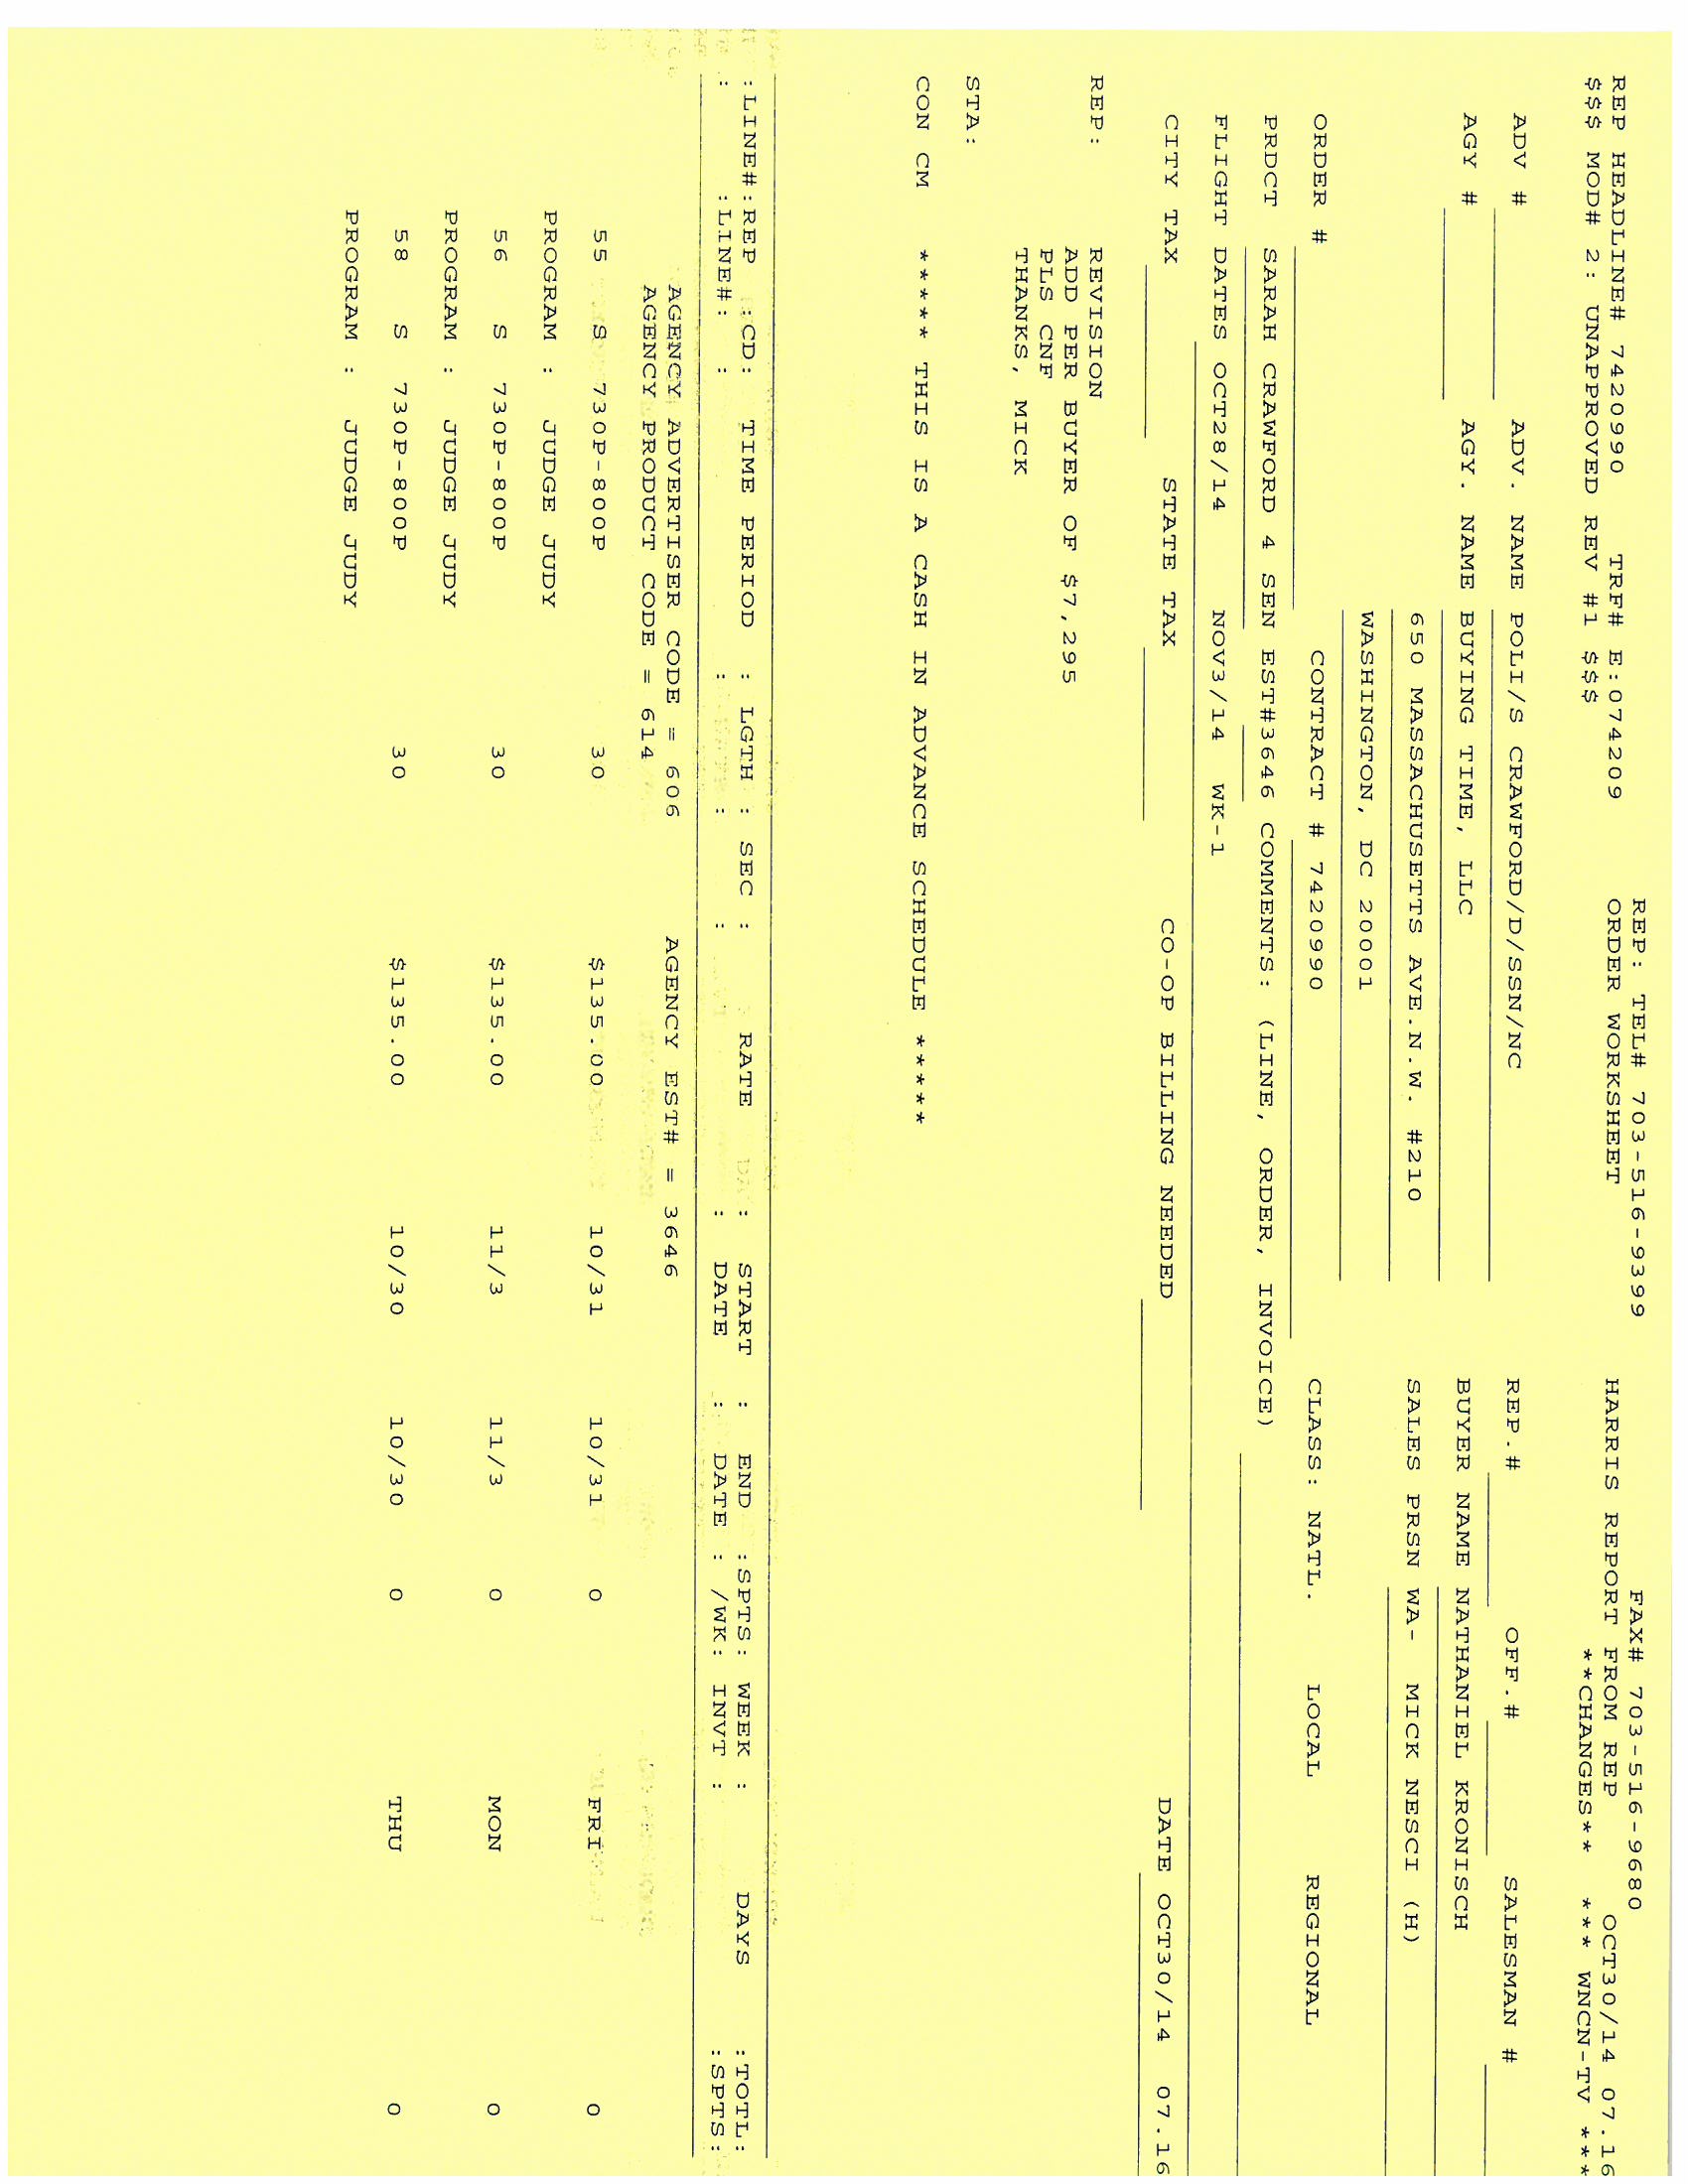 REP: TEL# 703-516-9399 FAX# 703-516-9680
REP HEADLINE# 7420990 TRF# E:074209 ORDER WORKSHEET HARRIS REPORT FROM REP OCT30/14 07.16
$$$ MOD# 2: UNAPPROVED REV #1 $$$ **CHANGES** *** WNCN-TV ***
ADV # ADV. NAME POLI/S CRAWFORD/D/SSN/NC REP.# OFF.# SALESMAN #
AGY # AGY. NAME BUYING TIME, LLC BUYER NAME NATHANIEL KRONISCH
650 MASSACHUSETTS AVE.N.W. #210 SALES PRSN WA- MICK NESCI (H)
WASHINGTON, DC 20001
ORDER # CONTRACT # 7420990 CLASS: NATL. LOCAL REGIONAL
PRDCT SARAH CRAWFORD 4 SEN EST#3646 COMMENTS: (LINE, ORDER, INVOICE)
FLIGHT DATES OCT28/14 NOV3/14 WK-1
CITY TAX STATE TAX CO-OP BILLING NEEDED DATE OCT30/14 07.16
REP: REVISION
ADD PER BUYER OF $7,295
PLS CNF
THANKS, MICK
STA:
CON CM ***** THIS IS A CASH IN ADVANCE SCHEDULE *****
:LINE#:REP :CD: TIME PERIOD : LGTH : SEC : RATE : START : END :SPTS: WEEK : DAYS :TOTL:
: :LINE#: : : : : : DATE : DATE : /WK: INVT : :SPTS:
AGENCY ADVERTISER CODE = 606 AGENCY EST# = 3646
AGENCY PRODUCT CODE = 614
55 S 730P-800P 30 $135.00 10/31 10/31 0 FRI 0
PROGRAM : JUDGE JUDY
56 S 730P-800P 30 $135.00 11/3 11/3 0 MON 0
PROGRAM : JUDGE JUDY
58 S 730P-800P 30 $135.00 10/30 10/30 0 THU 0
PROGRAM : JUDGE JUDY